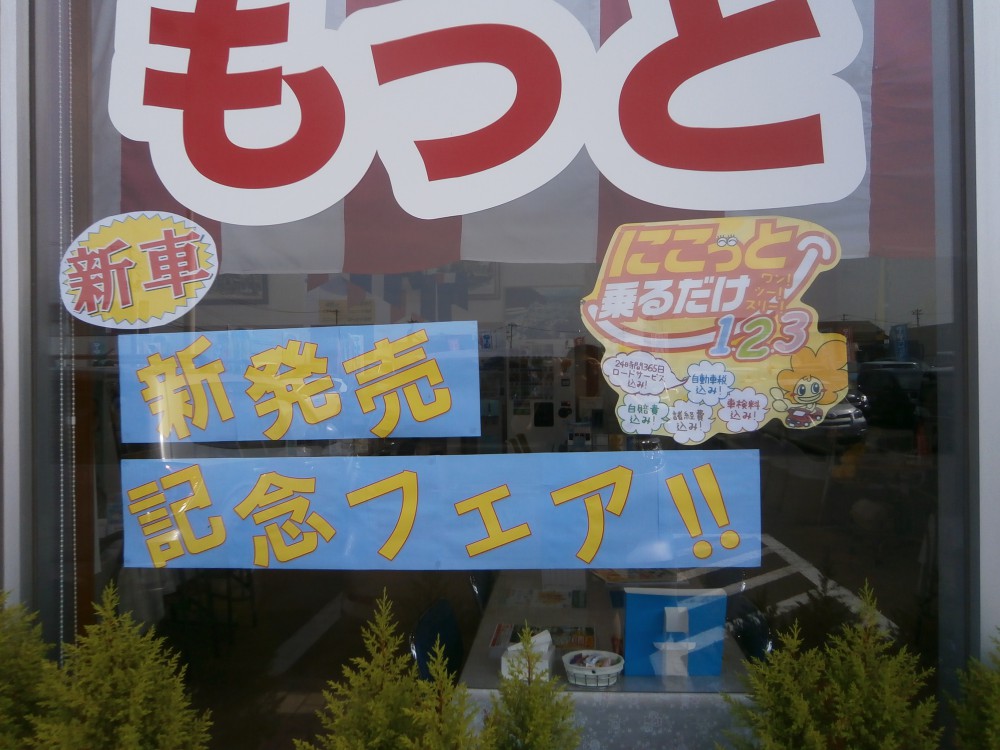 もっと
新車
新発売
記念フェア!!
にこっと
乗るだけ
ワン!
ツー!
スリー!
123
24時間365日
ロードサービス
込み!
自動車税
込み!
自賠責
込み!
諸経費
込み!
車検料
込み!